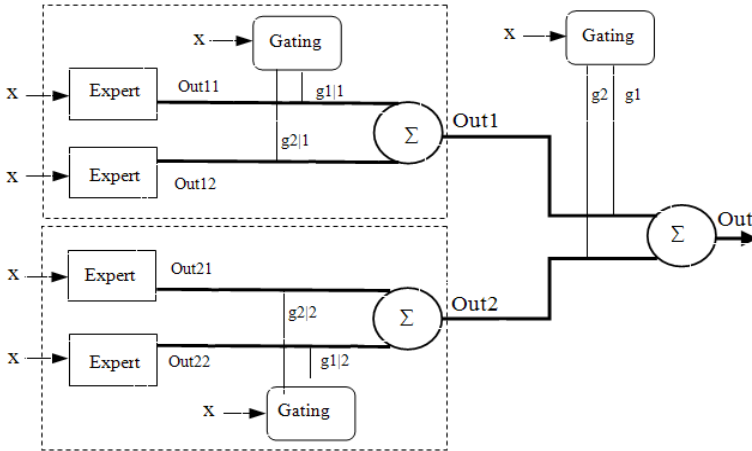 x
Gating
x
Gating
x
Expert
Out11
g1|1
g2
g1
Out1
Σ
g2|1
x
Expert
Out12
Out
Σ
x
Expert
Out21
Out2
g2|2
Σ
x
Expert
Out22
g1|2
x
Gating